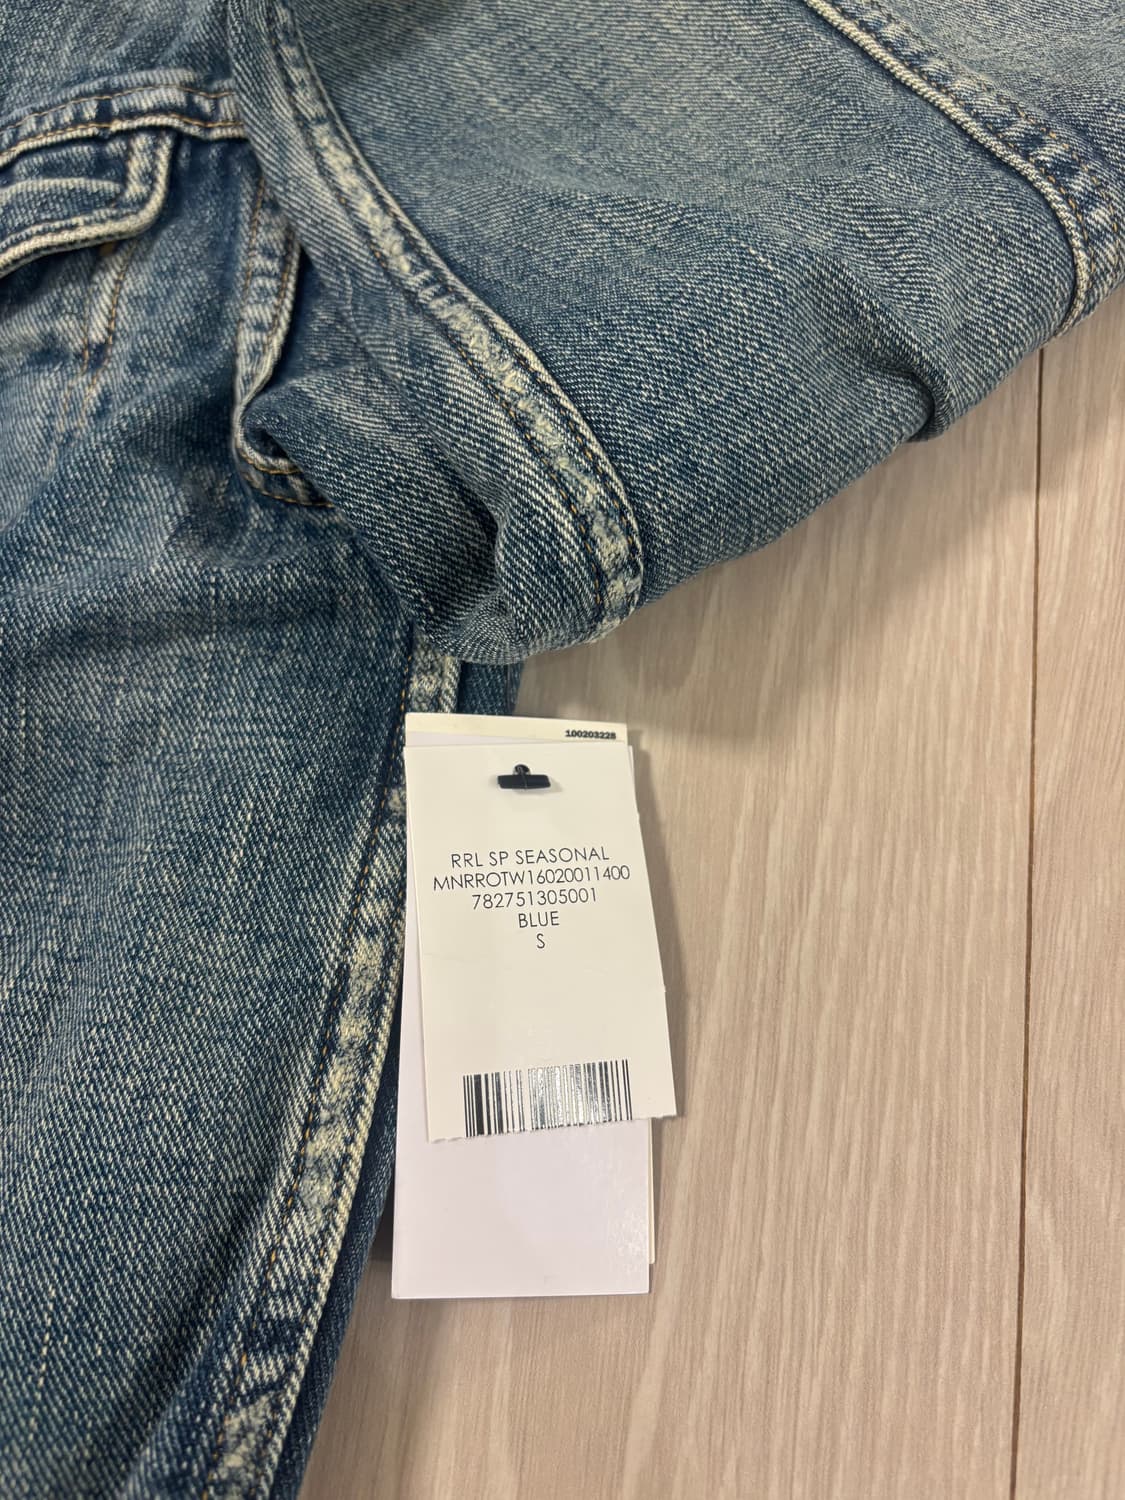 100203228
RRL SP SEASONAL
MNRROTW16020011400
782751305001
BLUE
S